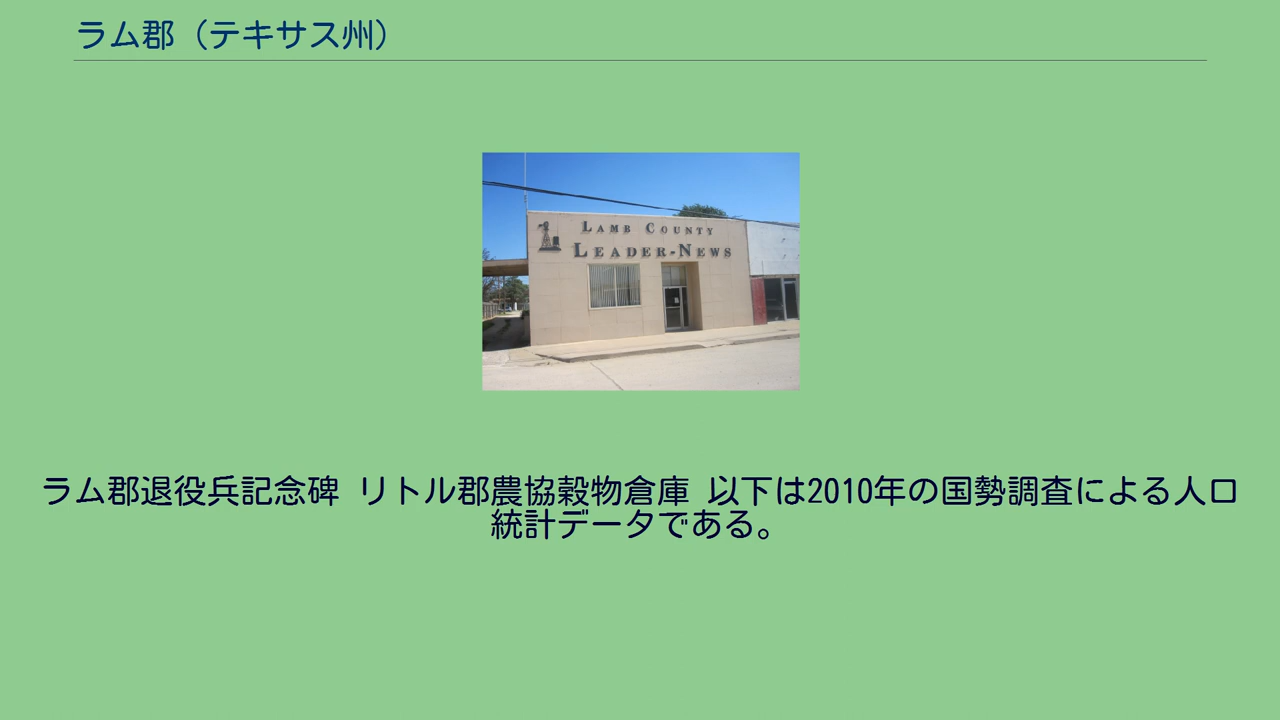 ラム郡（テキサス州）
LAMB COUNTY
LEADER-NEWS
ラム郡退役兵記念碑 リトル郡農協穀物倉庫 以下は2010年の国勢調査による人口
統計データである。